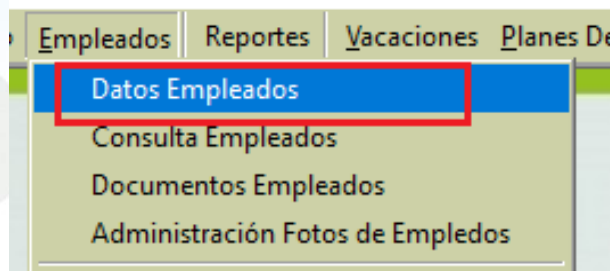 Empleados Reportes Vacaciones Planes De
Datos Empleados
Consulta Empleados
Documentos Empleados
Administración Fotos de Empledos